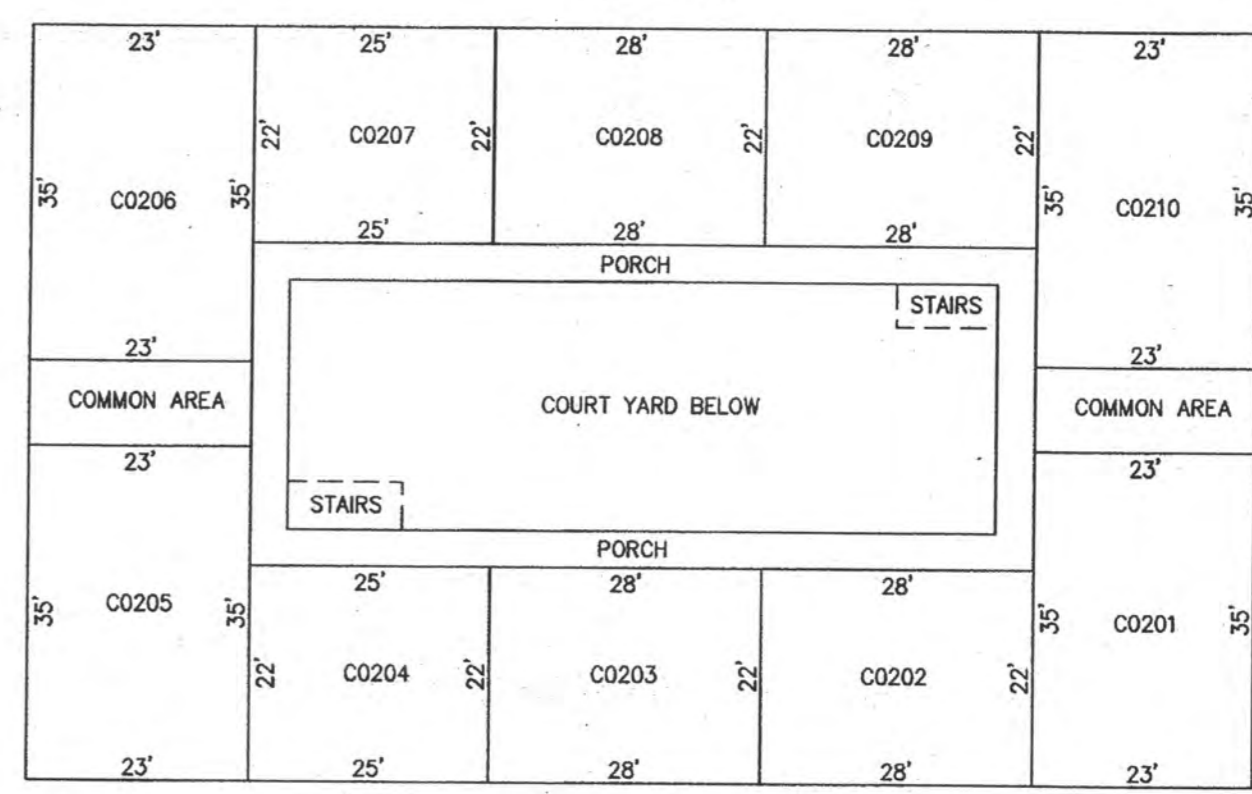 23' 25' 28' 28' 23'
22' C0207 22' C0208 22' C0209 22'
35' C0206 35' 35' C0210 35'
25' 28' 28'
PORCH
STAIRS
23' 23'
COMMON AREA COURT YARD BELOW COMMON AREA
23' 23'
STAIRS
PORCH
25' 28' 28'
35' C0205 35' 35' C0201 35'
22' C0204 22' C0203 22' C0202 22'
23' 25' 28' 28' 23'